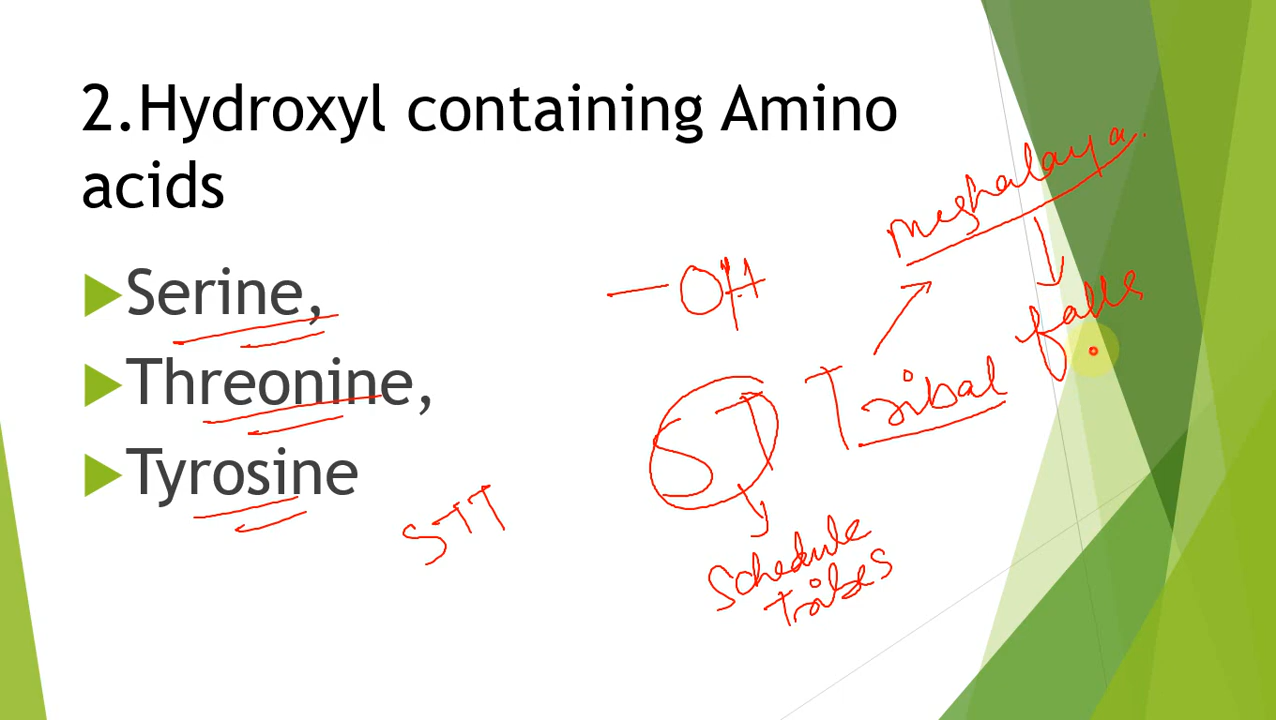 2.Hydroxyl containing Amino
acids
Serine,
Threonine,
Tyrosine
-OH
Meghalaya.
falls
ST Tribal
STT
Schedule
Tribes